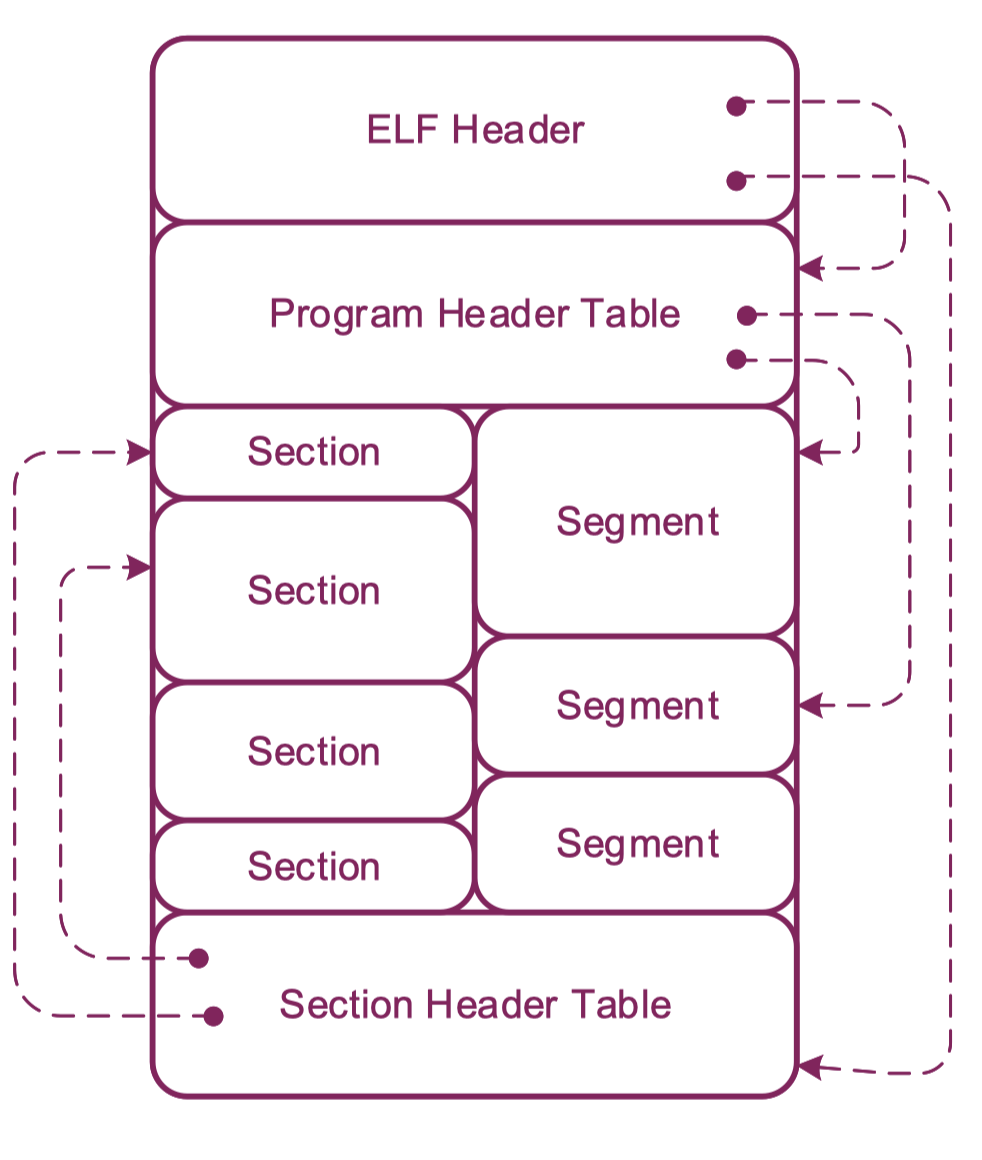 ELF Header
Program Header Table
Section
Segment
Section
Segment
Section
Segment
Section
Section Header Table